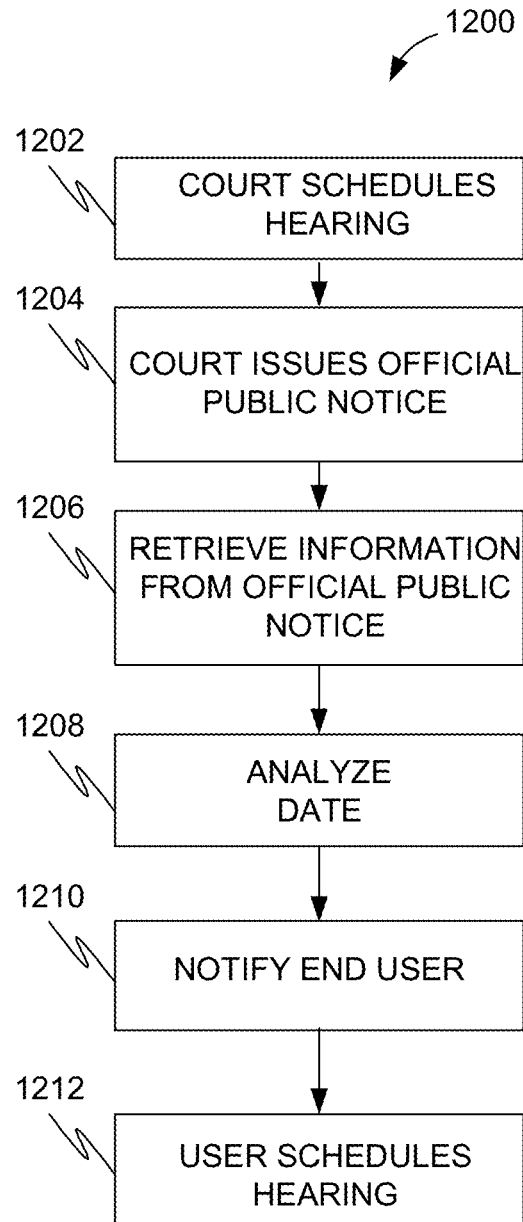 1200
1202
COURT SCHEDULES
HEARING
1204
COURT ISSUES OFFICIAL
PUBLIC NOTICE
1206
RETRIEVE INFORMATION
FROM OFFICIAL PUBLIC
NOTICE
1208
ANALYZE
DATE
1210
NOTIFY END USER
1212
USER SCHEDULES
HEARING